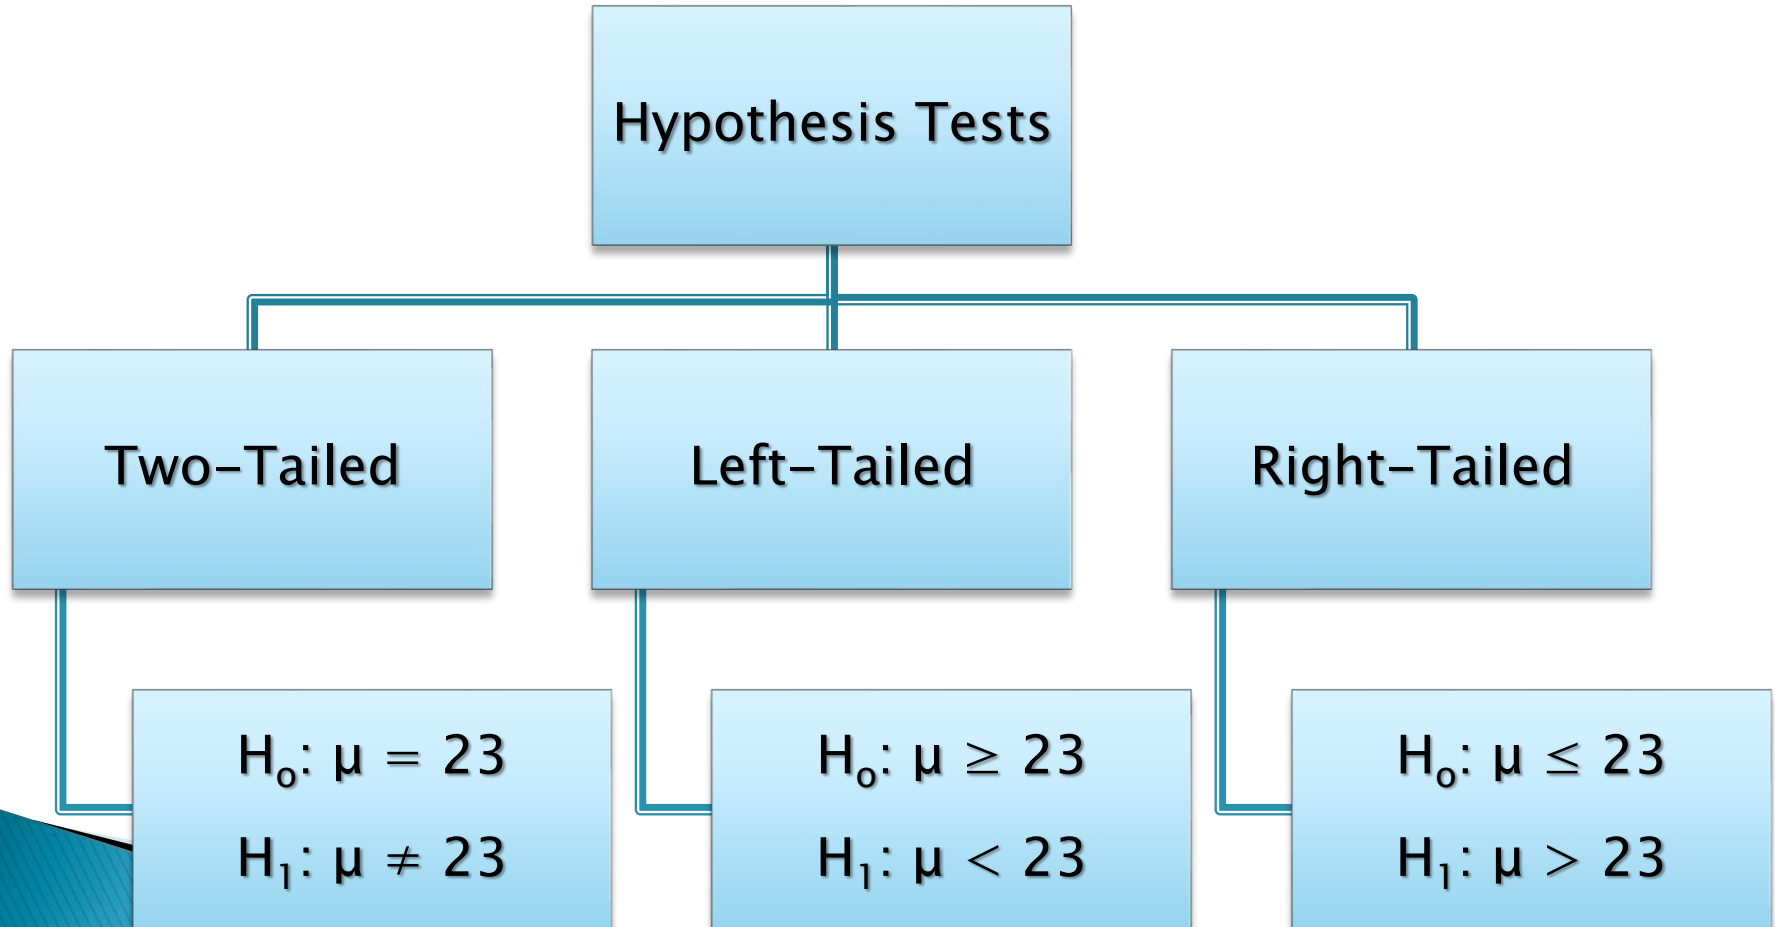 Hypothesis Tests
Two-Tailed
Left-Tailed
Right-Tailed
Hₒ: µ = 23
H₁: µ ≠ 23
Hₒ: µ ≥ 23
H₁: µ < 23
Hₒ: µ ≤ 23
H₁: µ > 23